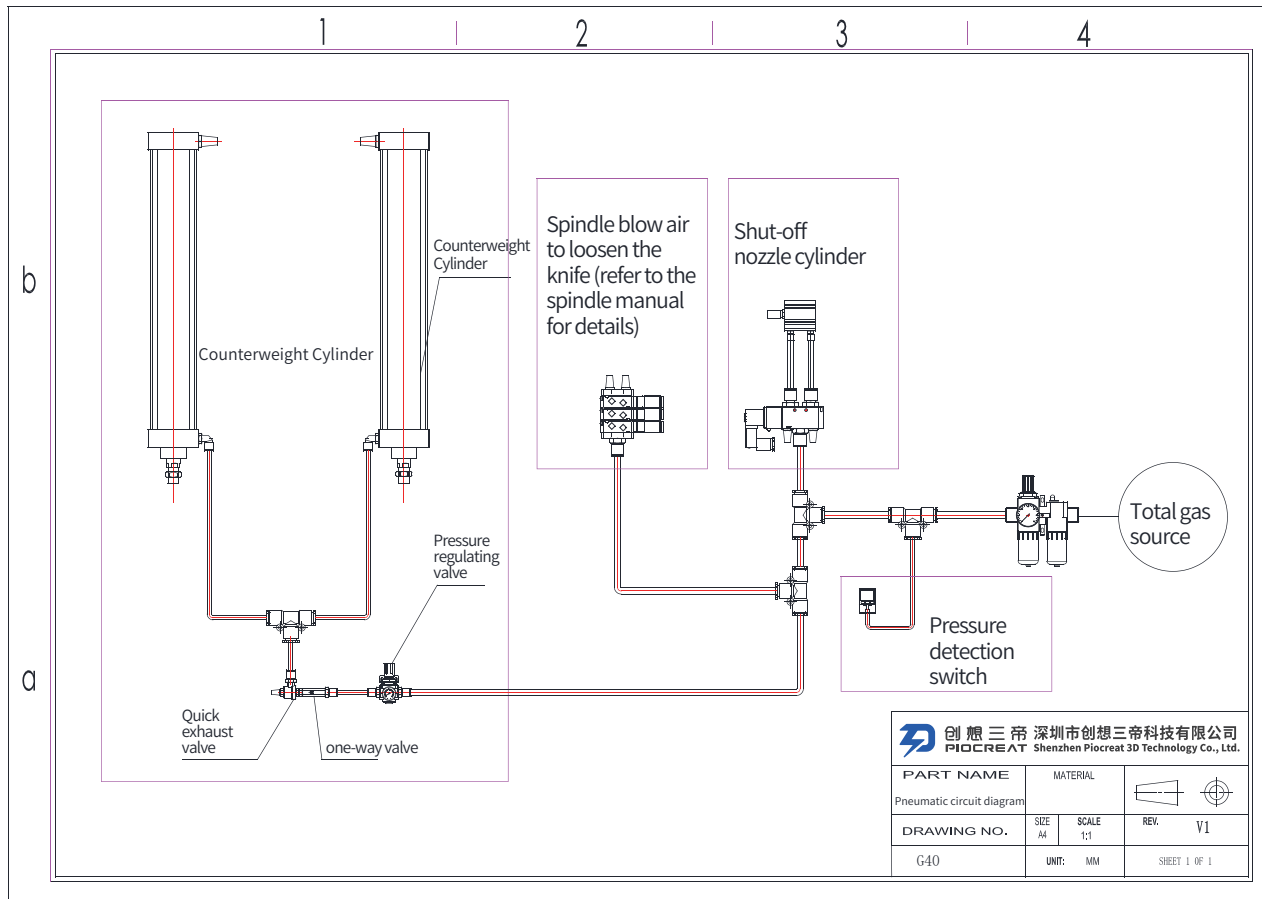 1
2
3
4
b
a
Counterweight
Cylinder
Counterweight Cylinder
Pressure
regulating
valve
Quick
exhaust
valve
one-way valve
Spindle blow air
to loosen the
knife (refer to the
spindle manual
for details)
Shut-off
nozzle cylinder
Total gas
source
Pressure
detection
switch
创想三帝 深圳市创想三帝科技有限公司
PIOCREAT Shenzhen Piocreat 3D Technology Co., Ltd.
PART NAME
MATERIAL
Pneumatic circuit diagram
DRAWING NO.
SIZE
A4
SCALE
1:1
REV.
V1
G40
UNIT: MM
SHEET 1 OF 1